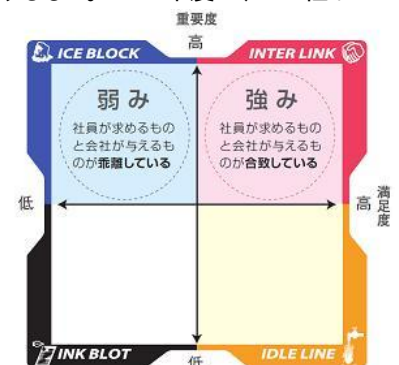 重要度
高
ICE BLOCK
INTER LINK
弱み
強み
社員が求めるもの
と会社が与えるも
のが乖離している
社員が求めるもの
と会社が与えるも
のが合致している
低
高
満足度
INK BLOT
低
IDLE LINE